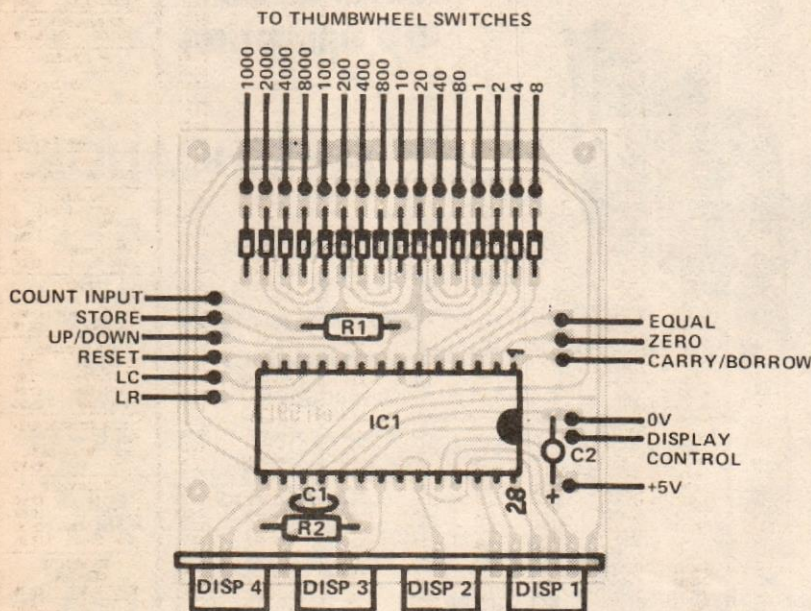 TO THUMBWHEEL SWITCHES
1000
2000
4000
8000
100
200
400
800
10
20
40
80
1
2
4
8
COUNT INPUT
STORE
UP/DOWN
RESET
LC
LR
R1
EQUAL
ZERO
CARRY/BORROW
1
IC1
0V
DISPLAY
CONTROL
C2
+5V
+
28
C1
R2
DISP 4
DISP 3
DISP 2
DISP 1